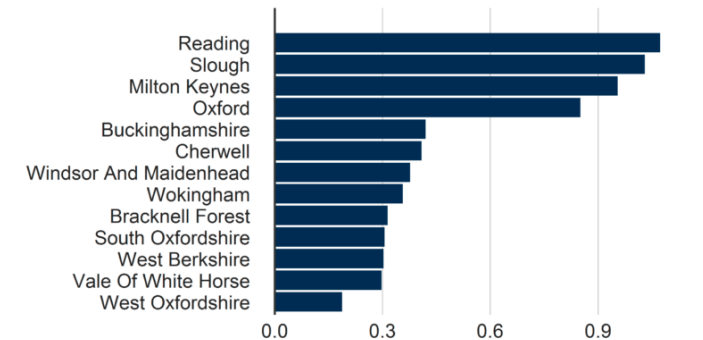 Reading
Slough
Milton Keynes
Oxford
Buckinghamshire
Cherwell
Windsor And Maidenhead
Wokingham
Bracknell Forest
South Oxfordshire
West Berkshire
Vale Of White Horse
West Oxfordshire
0.0 0.3 0.6 0.9